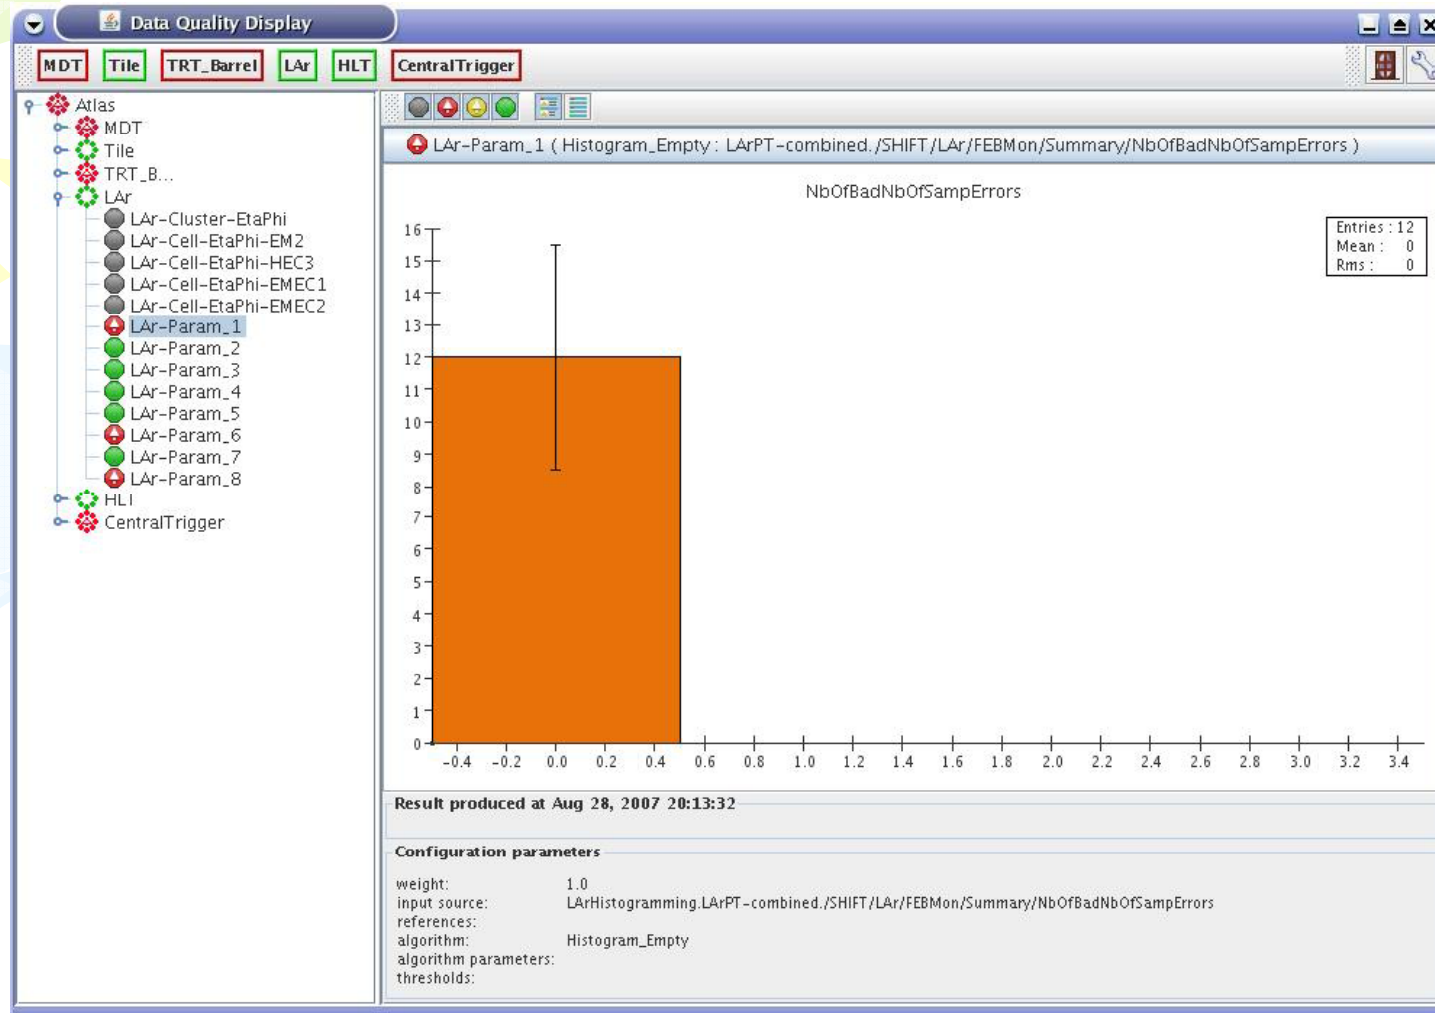 Data Quality Display
MDT Tile TRT_Barrel LAr HLT CentralTrigger
Atlas
MDT
Tile
TRT_B...
LAr
LAr-Cluster-EtaPhi
LAr-Cell-EtaPhi-EM2
LAr-Cell-EtaPhi-HEC3
LAr-Cell-EtaPhi-EMEC1
LAr-Cell-EtaPhi-EMEC2
LAr-Param_1
LAr-Param_2
LAr-Param_3
LAr-Param_4
LAr-Param_5
LAr-Param_6
LAr-Param_7
LAr-Param_8
HLT
CentralTrigger
LAr-Param_1 ( Histogram_Empty : LArPT-combined./SHIFT/LAr/FEBMon/Summary/NbOfBadNbOfSampErrors )
NbOfBadNbOfSampErrors
Entries : 12
Mean : 0
Rms : 0
16
15
14
13
12
11
10
9
8
7
6
5
4
3
2
1
0
-0.4 -0.2 0.0 0.2 0.4 0.6 0.8 1.0 1.2 1.4 1.6 1.8 2.0 2.2 2.4 2.6 2.8 3.0 3.2 3.4
Result produced at Aug 28, 2007 20:13:32
Configuration parameters
weight: 1.0
input source: LArHistogramming.LArPT-combined./SHIFT/LAr/FEBMon/Summary/NbOfBadNbOfSampErrors
references:
algorithm: Histogram_Empty
algorithm parameters:
thresholds: